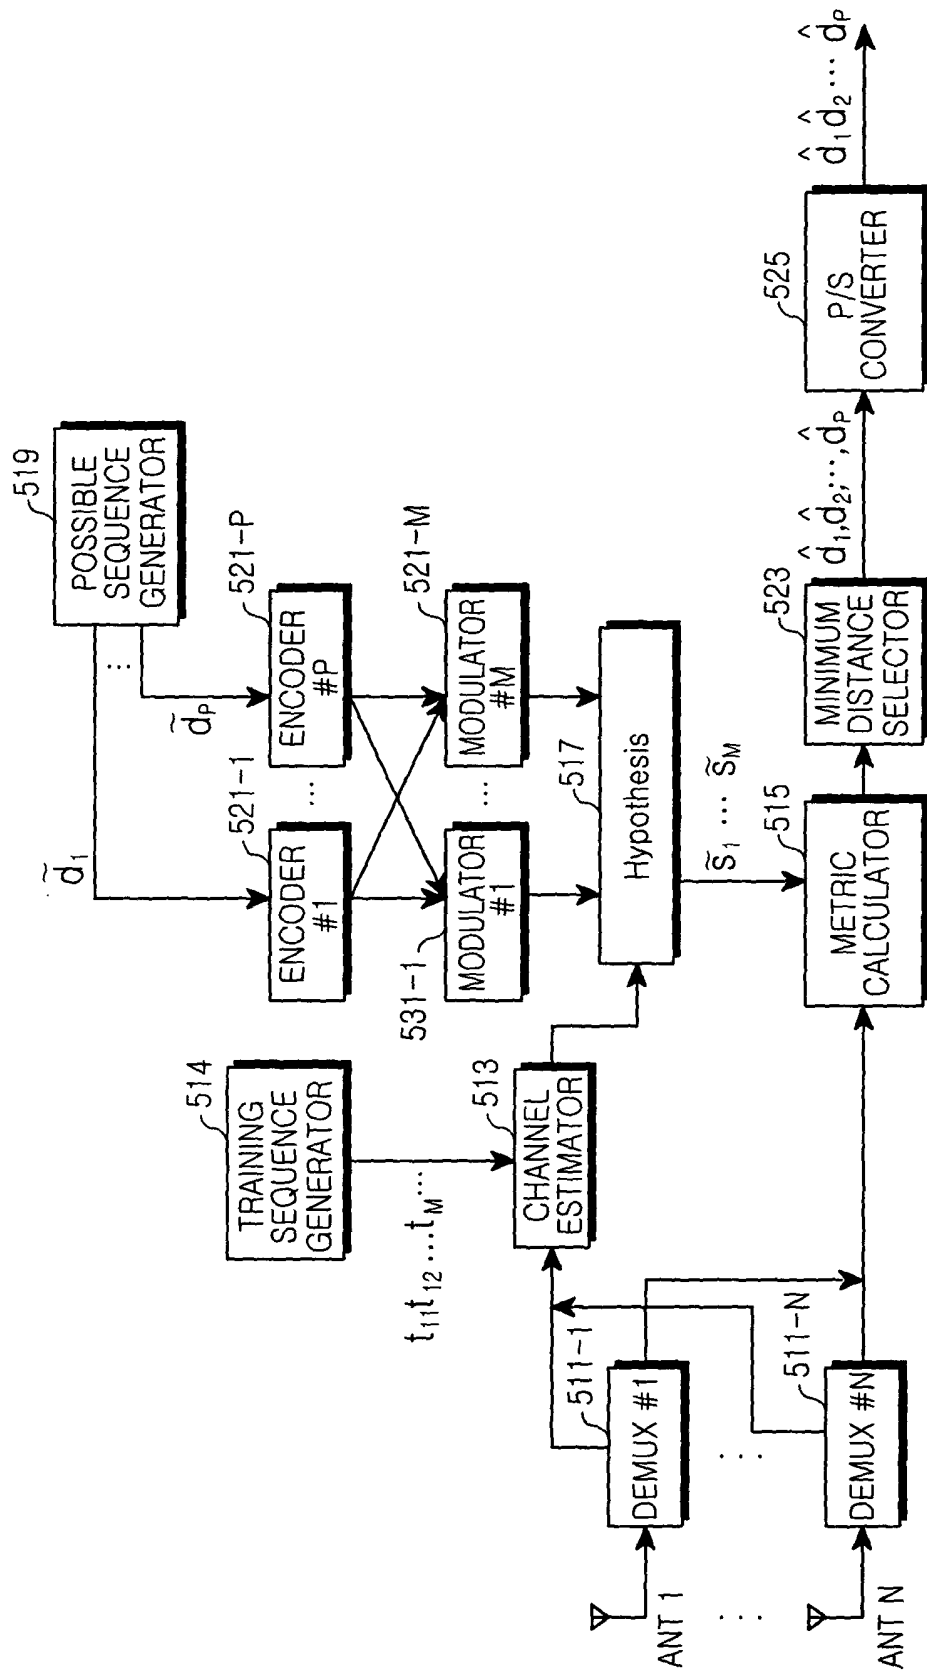 519
POSSIBLE
SEQUENCE
GENERATOR
d̃₁
⋮
d̃ₚ
521-1
ENCODER
#1
...
521-P
ENCODER
#P
514
TRAINING
SEQUENCE
GENERATOR
t₁₁t₁₂...t_M...
531-1
MODULATOR
#1
...
521-M
MODULATOR
#M
513
CHANNEL
ESTIMATOR
517
Hypothesis
s̃₁ ... s̃_M
511-1
DEMUX #1
ANT 1
...
...
511-N
DEMUX #N
ANT N
515
METRIC
CALCULATOR
523
MINIMUM
DISTANCE
SELECTOR
d̂₁,d̂₂,...,d̂ₚ
525
P/S
CONVERTER
d̂₁d̂₂...d̂ₚ